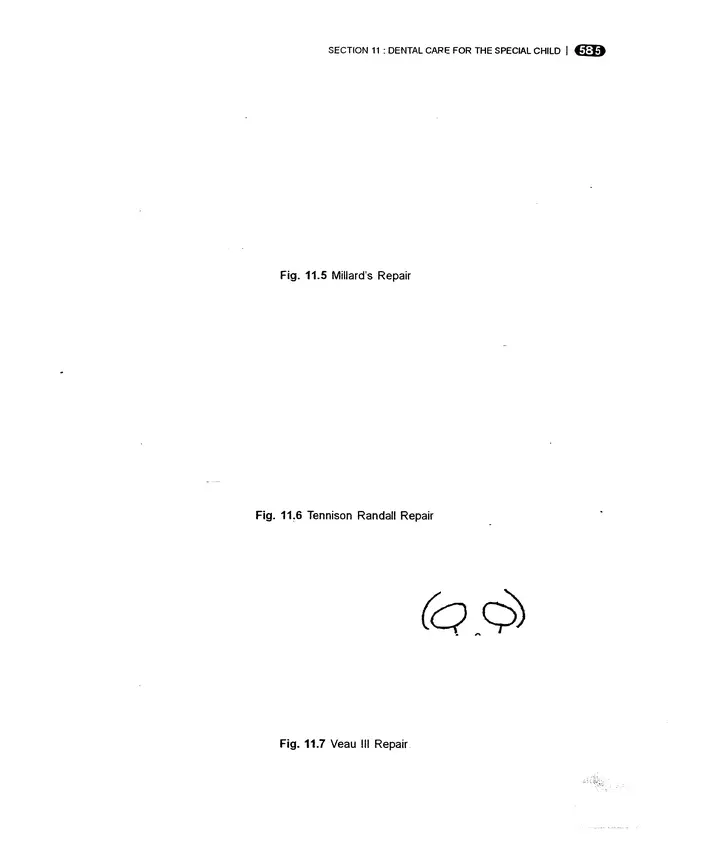 SECTION 11 : DENTAL CARE FOR THE SPECIAL CHILD | 585
Fig. 11.5 Millard's Repair
Fig. 11.6 Tennison Randall Repair
Fig. 11.7 Veau III Repair